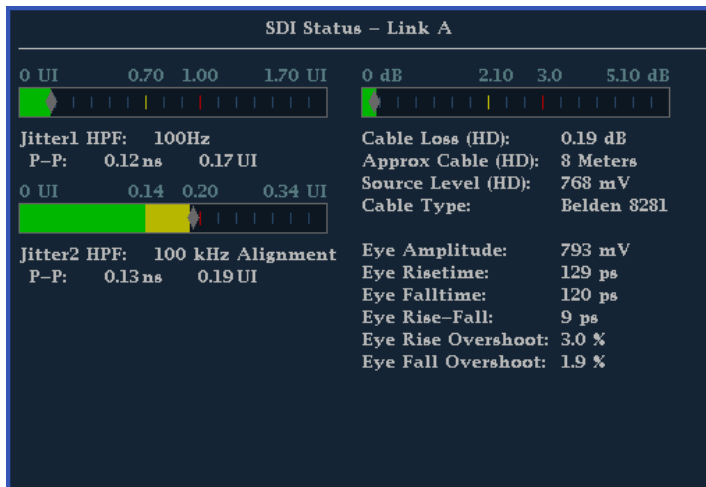 SDI Status – Link A
0 UI 0.70 1.00 1.70 UI
Jitter1 HPF: 100Hz
P–P: 0.12 ns 0.17 UI
0 UI 0.14 0.20 0.34 UI
Jitter2 HPF: 100 kHz Alignment
P–P: 0.13 ns 0.19 UI
0 dB 2.10 3.0 5.10 dB
Cable Loss (HD): 0.19 dB
Approx Cable (HD): 8 Meters
Source Level (HD): 768 mV
Cable Type: Belden 8281
Eye Amplitude: 793 mV
Eye Risetime: 129 ps
Eye Falltime: 120 ps
Eye Rise–Fall: 9 ps
Eye Rise Overshoot: 3.0 %
Eye Fall Overshoot: 1.9 %